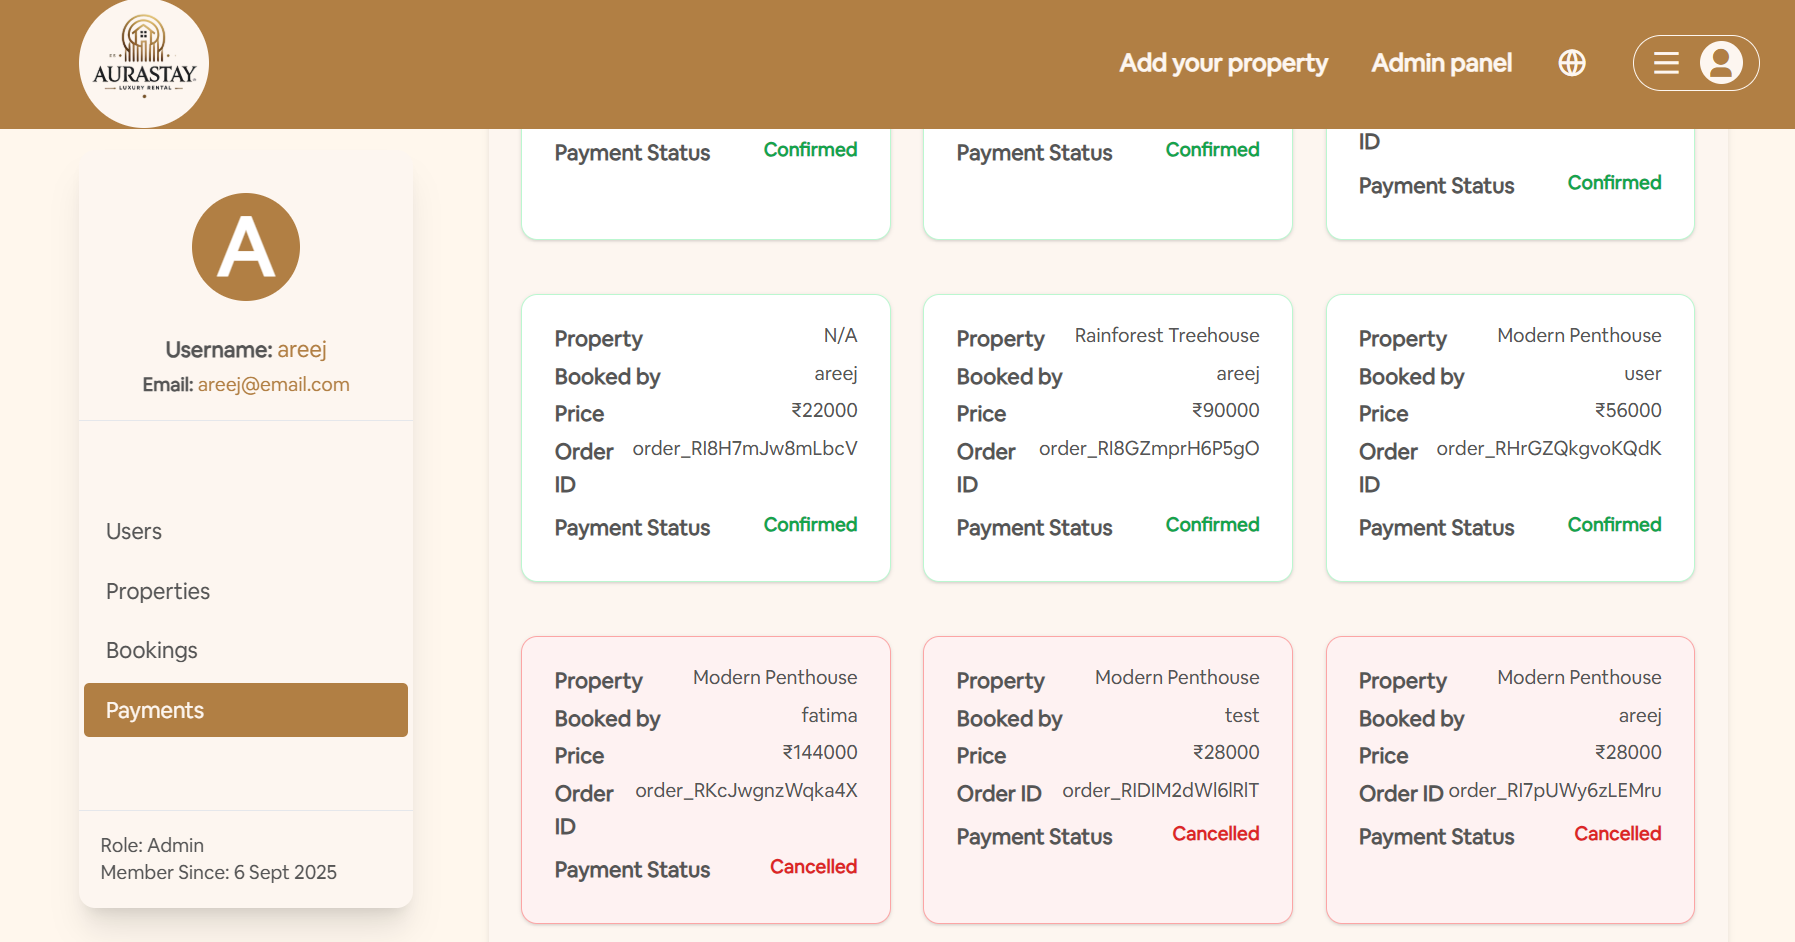 AURASTAY
LUXURY RENTAL
Add your property
Admin panel
A
Username: areej
Email: areej@email.com
Users
Properties
Bookings
Payments
Role: Admin
Member Since: 6 Sept 2025
Payment Status Confirmed
Payment Status Confirmed
ID
Payment Status Confirmed
Property N/A
Booked by areej
Price ₹22000
Order order_RI8H7mJw8mLbcV
ID
Payment Status Confirmed
Property Rainforest Treehouse
Booked by areej
Price ₹90000
Order order_RI8GZmprH6P5gO
ID
Payment Status Confirmed
Property Modern Penthouse
Booked by user
Price ₹56000
Order order_RHrGZQkgvoKQdK
ID
Payment Status Confirmed
Property Modern Penthouse
Booked by fatima
Price ₹144000
Order order_RKcJwgnzWqka4X
ID
Payment Status Cancelled
Property Modern Penthouse
Booked by test
Price ₹28000
Order ID order_RIDIM2dWl6lRlT
Payment Status Cancelled
Property Modern Penthouse
Booked by areej
Price ₹28000
Order ID order_RI7pUWy6zLEMru
Payment Status Cancelled